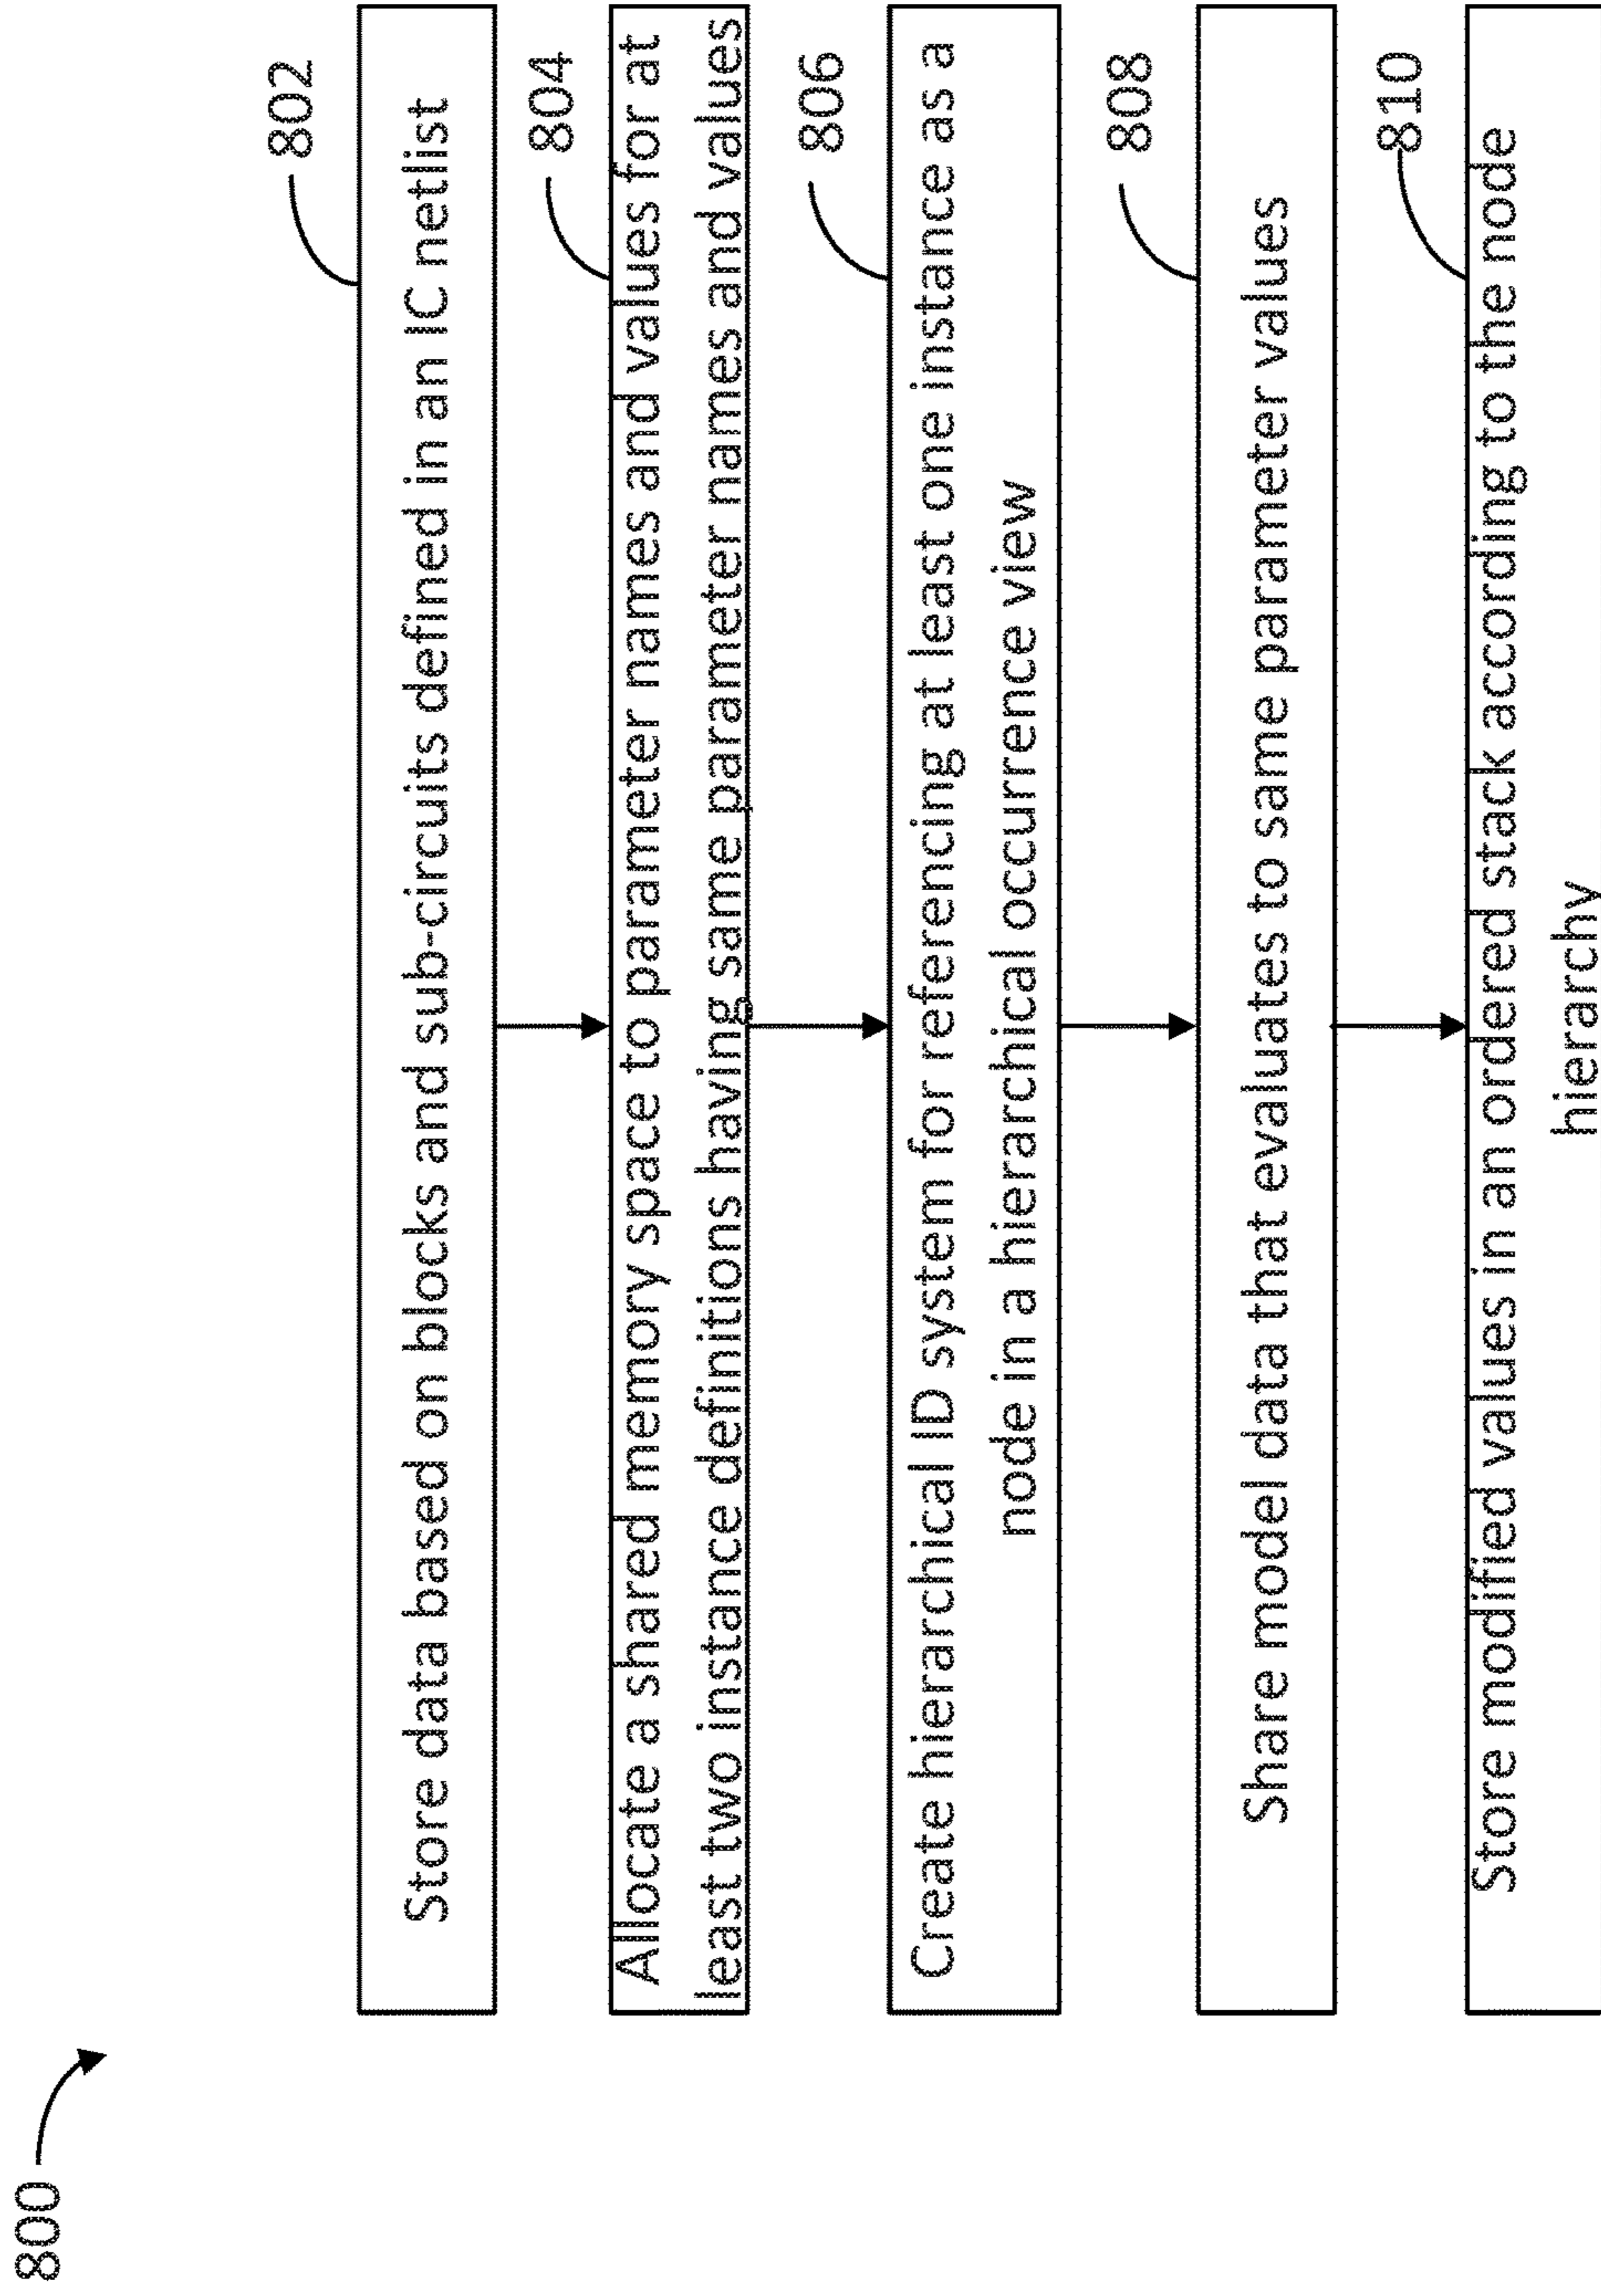 800
802
Store data based on blocks and sub-circuits defined in an IC netlist
804
Allocate a shared memory space to parameter names and values for at
least two instance definitions having same parameter names and values
806
Create hierarchical ID system for referencing at least one instance as a
node in a hierarchical occurrence view
808
Share model data that evaluates to same parameter values
810
Store modified values in an ordered stack according to the node
hierarchy